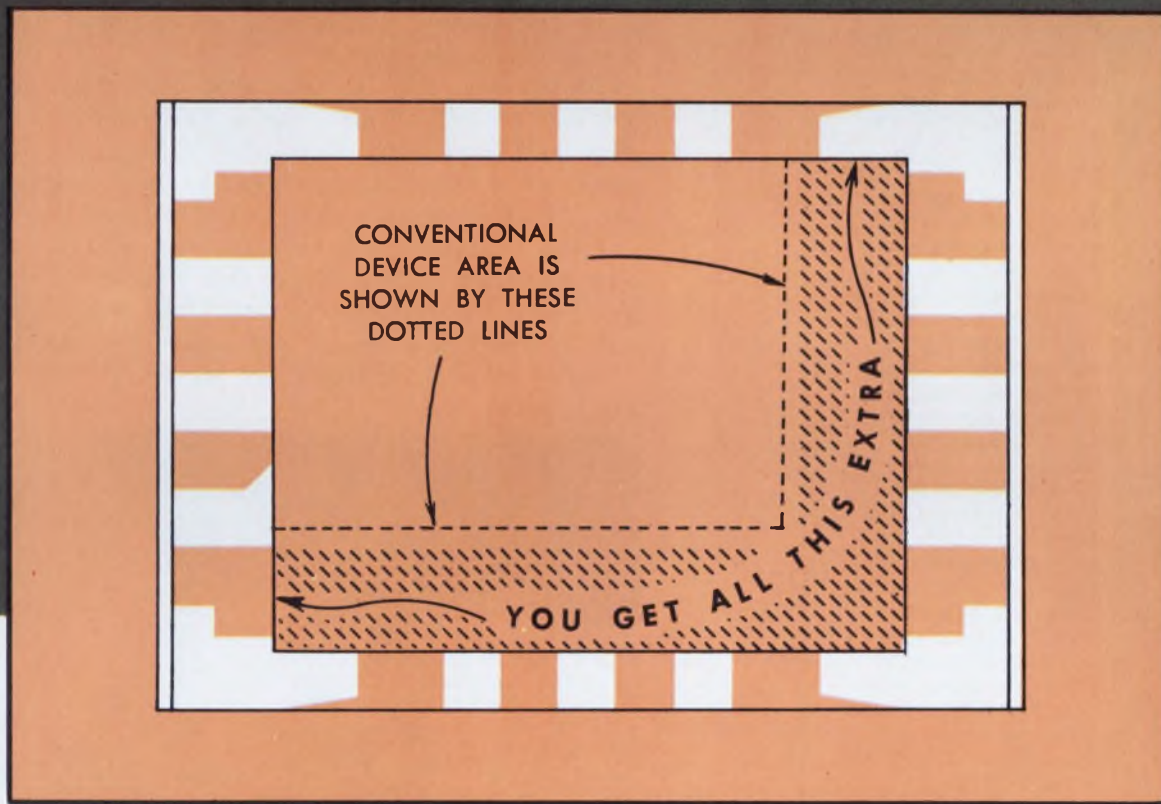 CONVENTIONAL
DEVICE AREA IS
SHOWN BY THESE
DOTTED LINES
YOU GET ALL THIS EXTRA